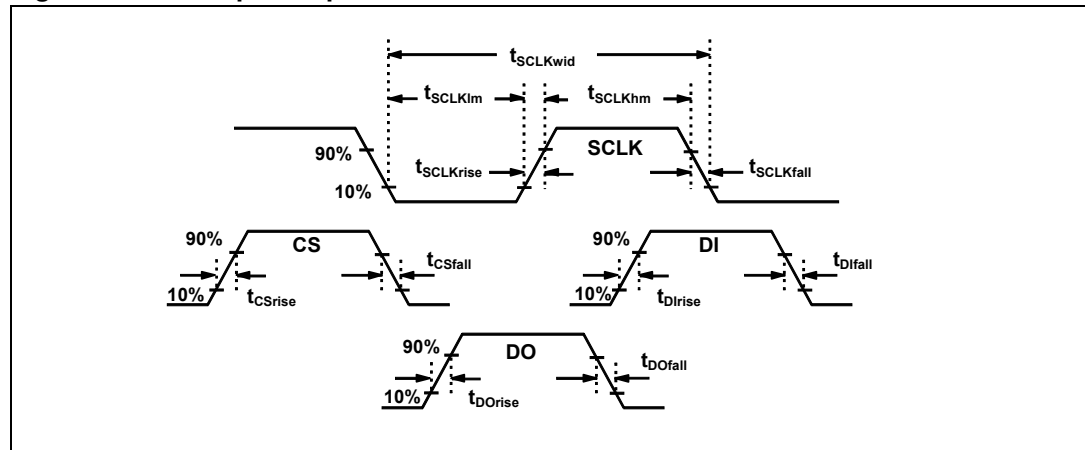 tSCLKwid
tSCLKlm
tSCLKhm
90%
SCLK
tSCLKrise
tSCLKfall
10%
90%
CS
tCSfall
10%
tCSrise
90%
DI
tDIfall
10%
tDIrise
90%
DO
tDOfall
10%
tDOrise